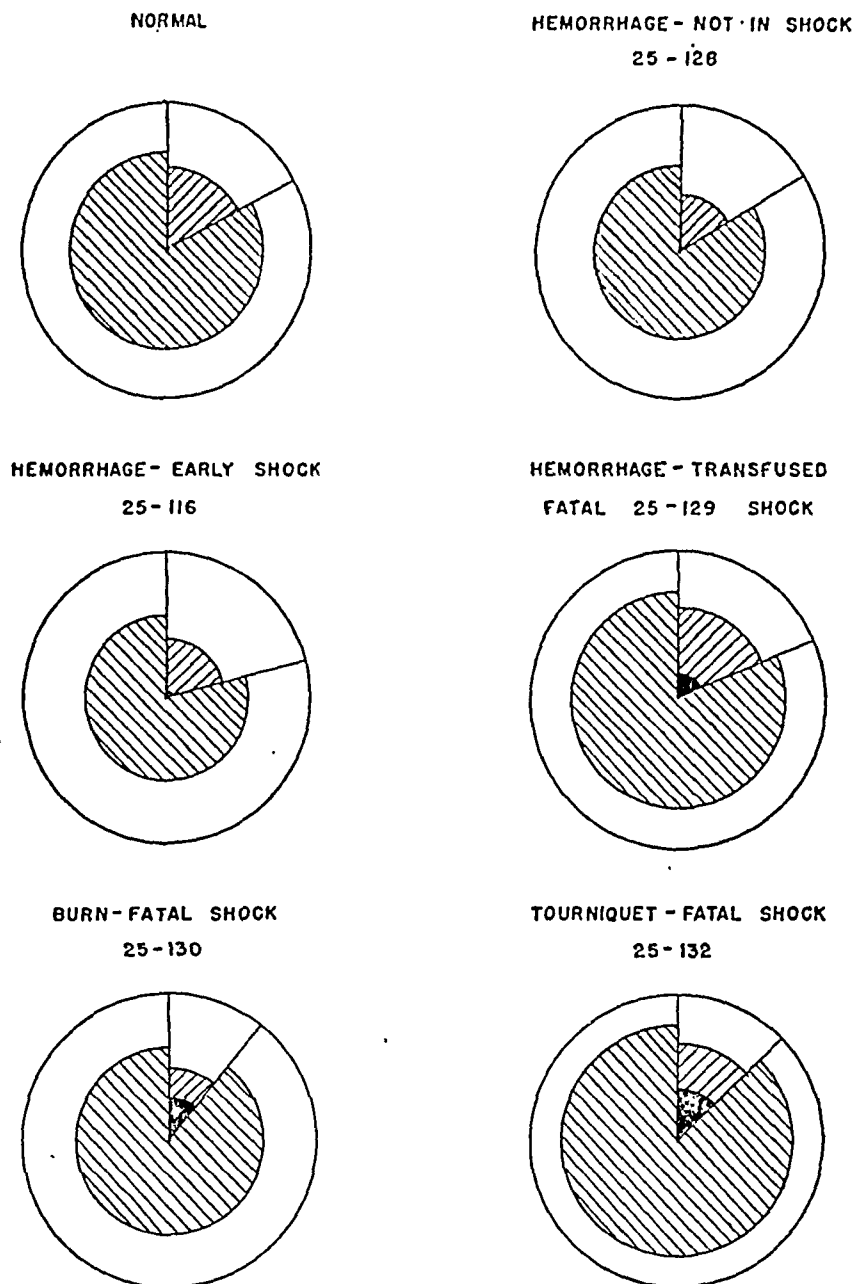 NORMAL
HEMORRHAGE - NOT IN SHOCK
25 - 128
HEMORRHAGE - EARLY SHOCK
25 - 116
HEMORRHAGE - TRANSFUSED
FATAL 25 - 129 SHOCK
BURN - FATAL SHOCK
25 - 130
TOURNIQUET - FATAL SHOCK
25 - 132